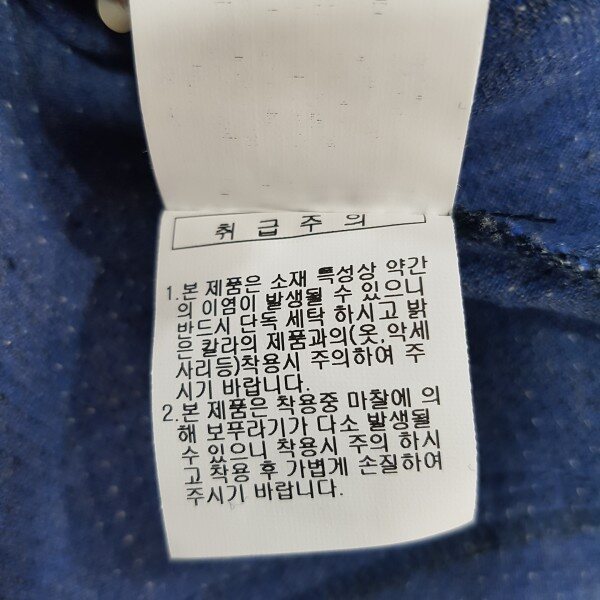 취급주의
1.본 제품은 소재 특성상 약간
의 이염이 발생될 수 있으니
반드시 단독 세탁 하시고 밝
은 칼라의 제품과의(옷,악세
사리등)착용시 주의하여 주
시기 바랍니다.
2.본 제품은 착용중 마찰에 의
해 보푸라기가 다소 발생될
수 있으니 착용시 주의 하시
고 착용 후 가볍게 손질하여
주시기 바랍니다.